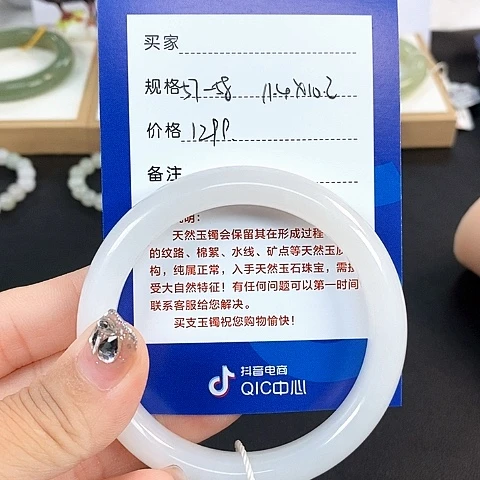 买家
规格57-58 11.4X10.2
价格1299
备注
明:
天然玉镯会保留其在形成过程
的纹路、棉絮、水线、矿点等天然玉质
构，纯属正常，入手天然玉石珠宝，需接
受大自然特征！有任何问题可以第一时间
联系客服给您解决。
买支玉镯祝您购物愉快！
抖音电商
QIC中心